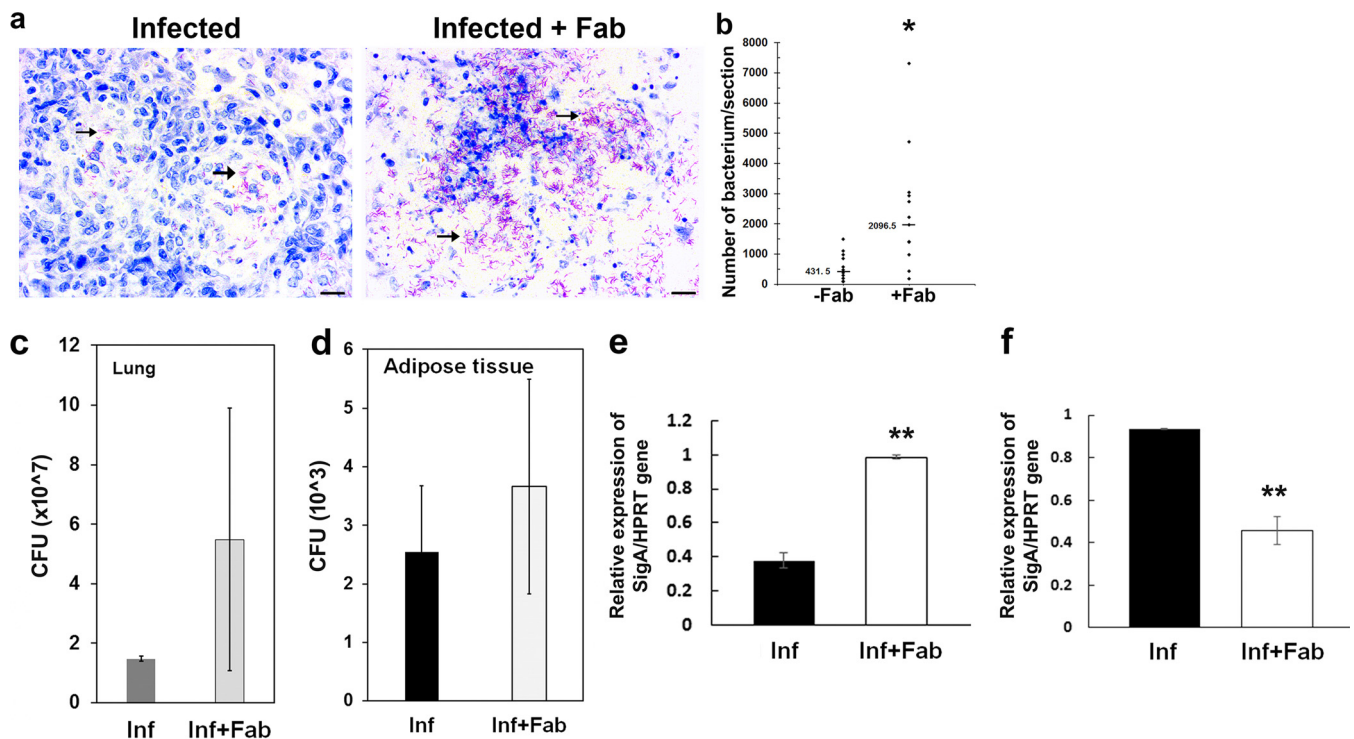 a
Infected
Infected + Fab
b
*
Number of bacterium/section
8000
7000
6000
5000
4000
3000
2000
1000
0
2096.5
431.5
-Fab
+Fab
c
Lung
CFU (x10^7)
12
10
8
6
4
2
0
Inf
Inf+Fab
d
Adipose tissue
CFU (10^3)
6
5
4
3
2
1
0
Inf
Inf+Fab
e
Relative expression of
SigA/HPRT gene
1.2
1
0.8
0.6
0.4
0.2
0
**
Inf
Inf+Fab
f
Relative expression of
SigA/HPRT gene
1
0.8
0.6
0.4
0.2
0
**
Inf
Inf+Fab